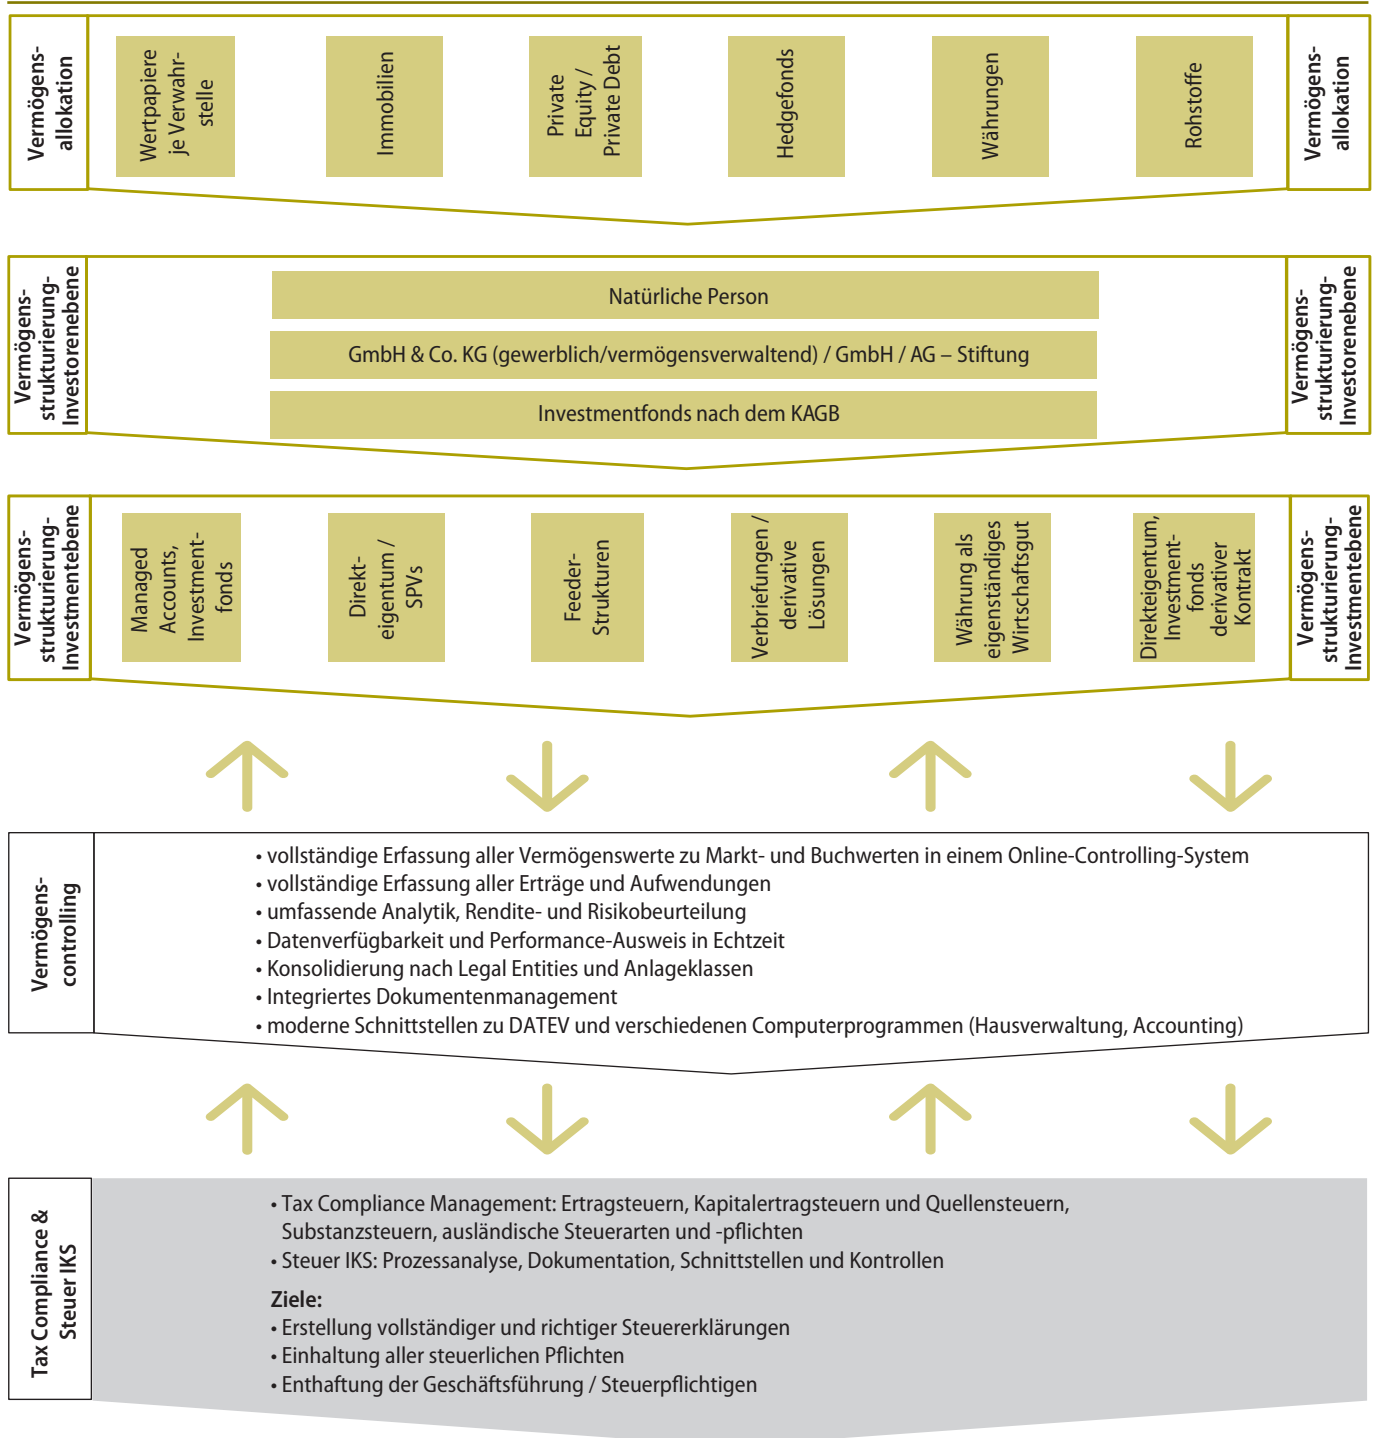 Vermögens-
allokation
Wertpapiere
je Verwahr-
stelle
Immobilien
Private
Equity /
Private Debt
Hedgefonds
Währungen
Rohstoffe
Vermögens-
allokation
Vermögens-
strukturierung-
Investorenebene
Natürliche Person
GmbH & Co. KG (gewerblich/vermögensverwaltend) / GmbH / AG – Stiftung
Investmentfonds nach dem KAGB
Vermögens-
strukturierung-
Investorenebene
Vermögens-
strukturierung-
Investmentebene
Managed
Accounts,
Investment-
fonds
Direkt-
eigentum /
SPVs
Feeder-
Strukturen
Verbriefungen /
derivative
Lösungen
Währung als
eigenständiges
Wirtschaftsgut
Direkteigentum,
Investment-
fonds
derivativer
Kontrakt
Vermögens-
strukturierung-
Investmentebene
Vermögens-
controlling
• vollständige Erfassung aller Vermögenswerte zu Markt- und Buchwerten in einem Online-Controlling-System
• vollständige Erfassung aller Erträge und Aufwendungen
• umfassende Analytik, Rendite- und Risikobeurteilung
• Datenverfügbarkeit und Performance-Ausweis in Echtzeit
• Konsolidierung nach Legal Entities und Anlageklassen
• Integriertes Dokumentenmanagement
• moderne Schnittstellen zu DATEV und verschiedenen Computerprogrammen (Hausverwaltung, Accounting)
Tax Compliance &
Steuer IKS
• Tax Compliance Management: Ertragsteuern, Kapitalertragsteuern und Quellensteuern,
Substanzsteuern, ausländische Steuerarten und -pflichten
• Steuer IKS: Prozessanalyse, Dokumentation, Schnittstellen und Kontrollen
Ziele:
• Erstellung vollständiger und richtiger Steuererklärungen
• Einhaltung aller steuerlichen Pflichten
• Enthaftung der Geschäftsführung / Steuerpflichtigen